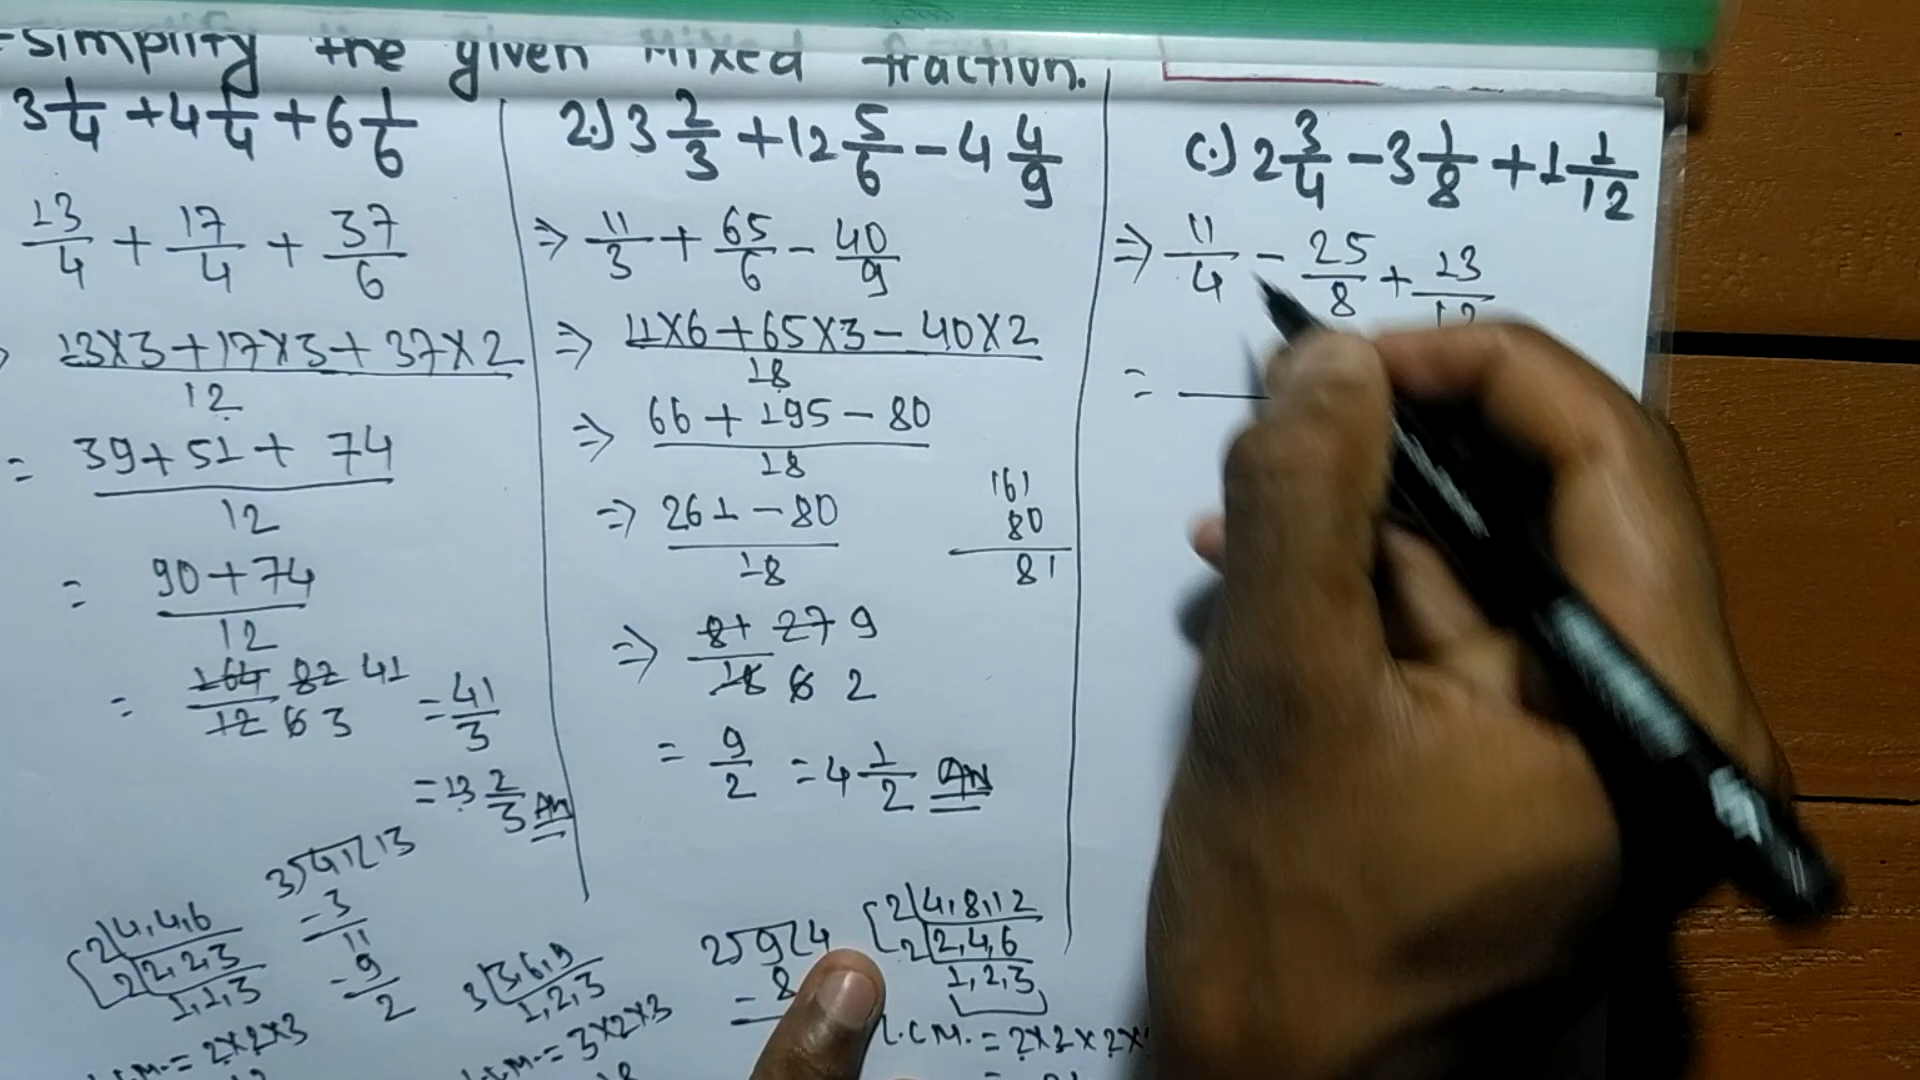 Simplify the given Mixed fraction.
3 1/4 + 4 1/4 + 6 1/6
13/4 + 17/4 + 37/6
13×3+17×3+37×2 / 12
= 39+51+74 / 12
= 90+74 / 12
= 164/12 82/6 41/3 = 41/3
= 13 2/3 An
3)41(13
-3
11
-9
2
2|4,4,6
2|2,2,3
1,1,3
L.C.M. = 2×2×3
2.) 3 2/3 + 12 5/6 - 4 4/9
⇒ 11/3 + 65/6 - 40/9
⇒ 11×6+65×3-40×2 / 18
⇒ 66+195-80 / 18
⇒ 261-80 / 18
161
80
81
⇒ 81/18 27/6 9/2
= 9/2 = 4 1/2 An
3|3,6,9
1,2,3
L.C.M. = 3×2×3
18
2)9(4
-8
C.) 2 3/4 - 3 1/8 + 1 1/12
⇒ 11/4 - 25/8 + 13/12
=
2|4,8,12
2|2,4,6
1,2,3
L.C.M. = 2×2×2×
=